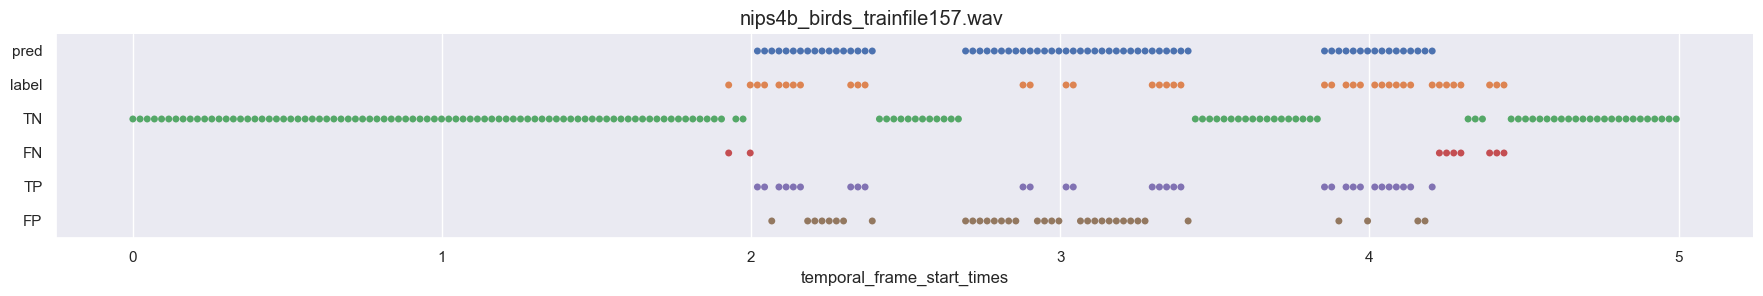 nips4b_birds_trainfile157.wav
pred
label
TN
FN
TP
FP
0 1 2 3 4 5
temporal_frame_start_times